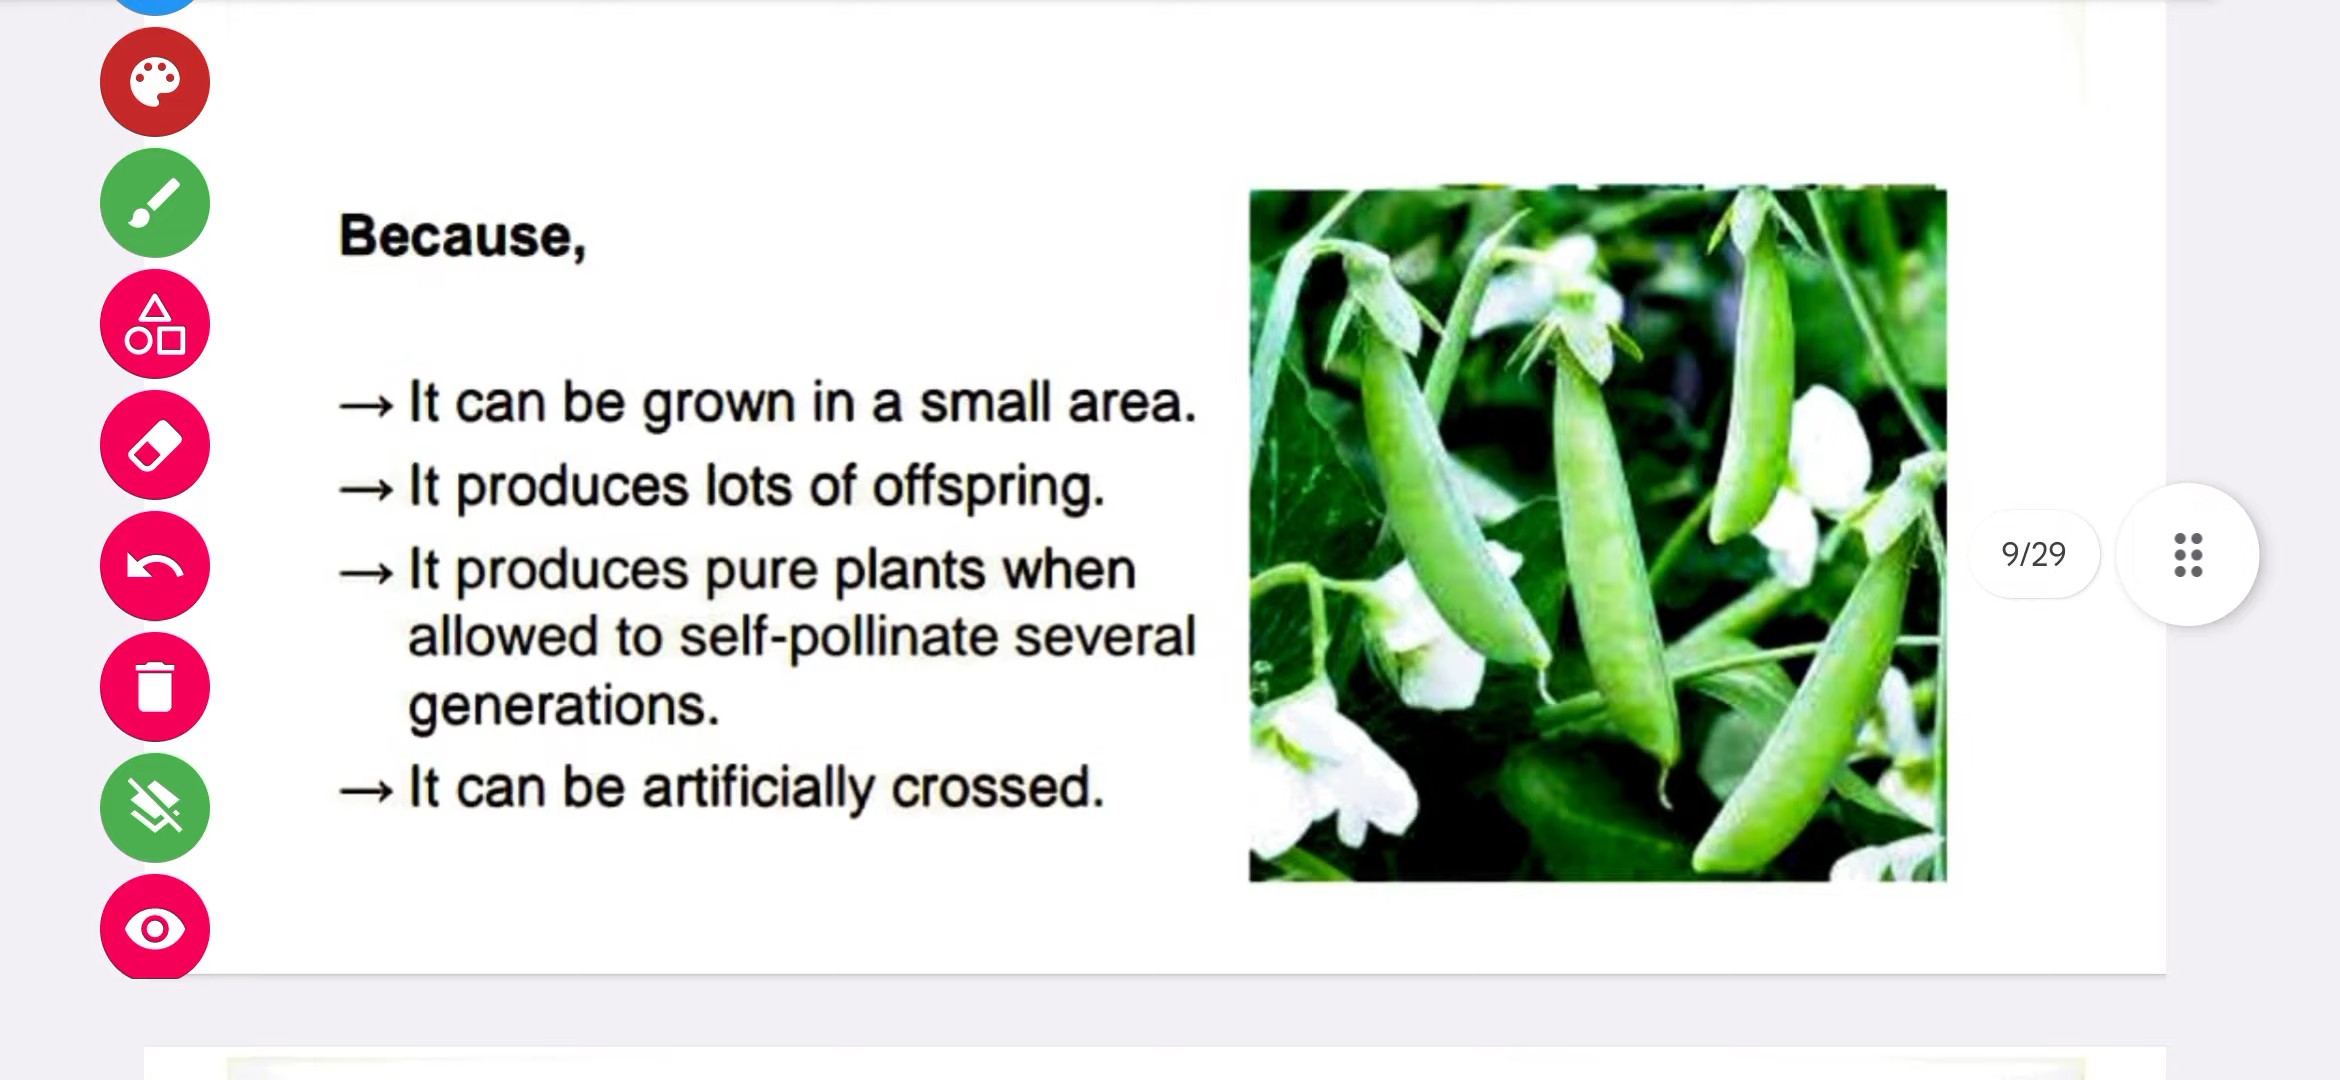 Because,
→ It can be grown in a small area.
→ It produces lots of offspring.
→ It produces pure plants when
allowed to self-pollinate several
generations.
→ It can be artificially crossed.
9/29